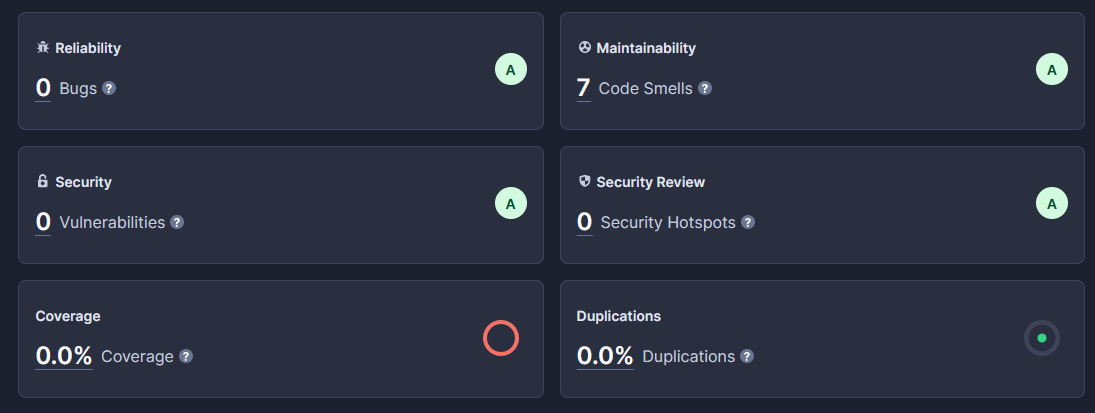 Reliability
0 Bugs ?
A
Maintainability
7 Code Smells ?
A
Security
0 Vulnerabilities ?
A
Security Review
0 Security Hotspots ?
A
Coverage
0.0% Coverage ?
Duplications
0.0% Duplications ?